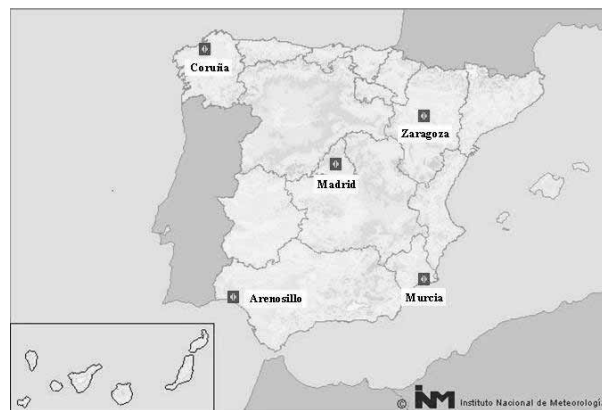 Coruña
Zaragoza
Madrid
Arenosillo
Murcia
© INM Instituto Nacional de Meteorologí